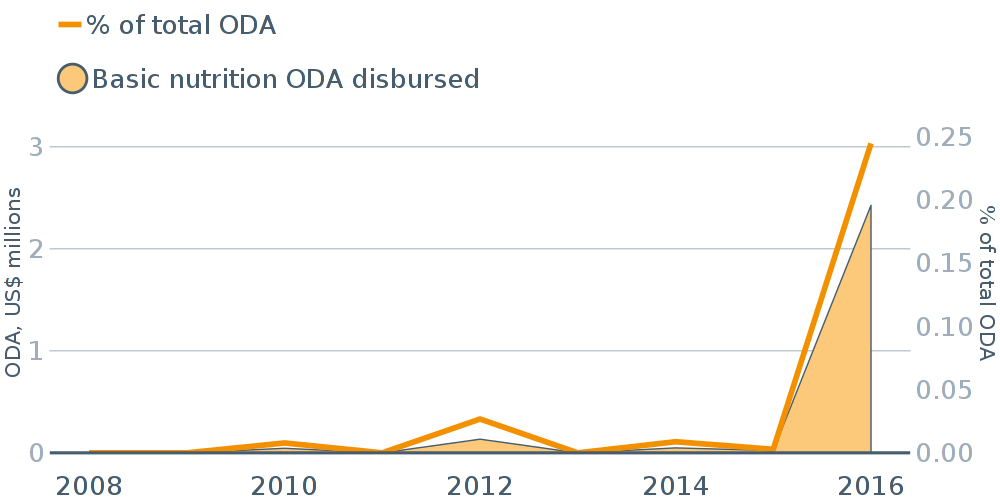 % of total ODA
Basic nutrition ODA disbursed
3
2
1
0
ODA, US$ millions
0.25
0.20
0.15
0.10
0.05
0.00
% of total ODA
2008 2010 2012 2014 2016